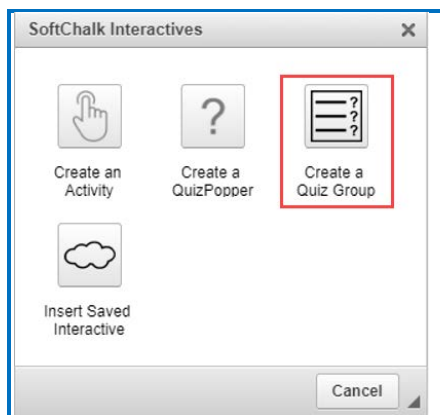 SoftChalk Interactives
Create an
Activity
Create a
QuizPopper
Create a
Quiz Group
Insert Saved
Interactive
Cancel